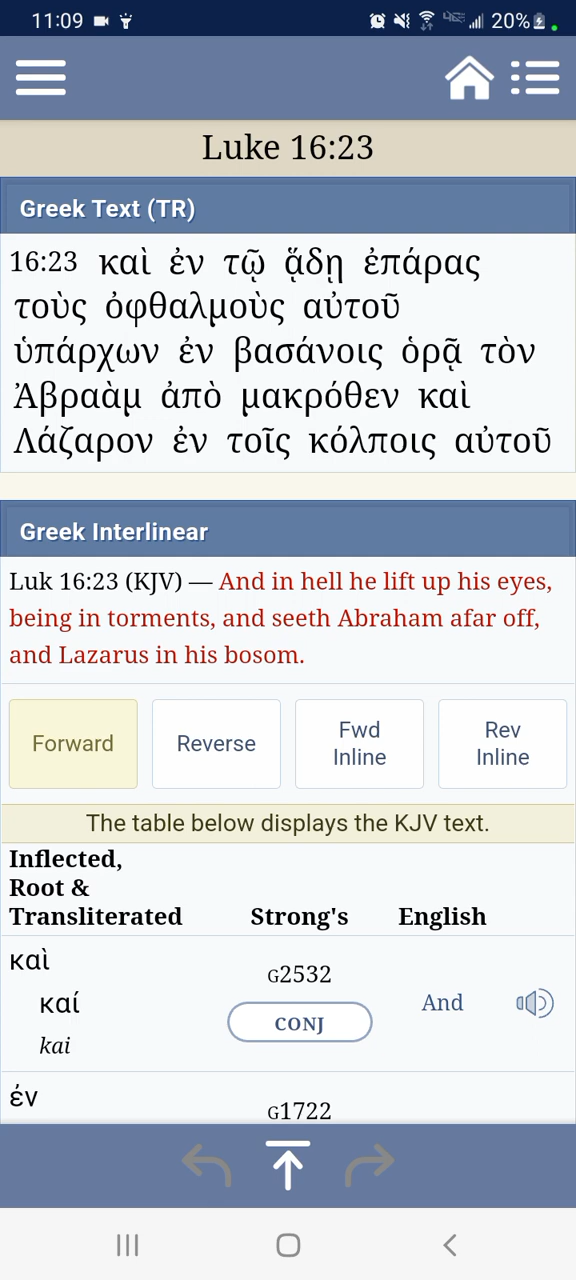 11:09 20%
Luke 16:23
Greek Text (TR)
16:23 καὶ ἐν τῷ ᾅδῃ ἐπάρας
τοὺς ὀφθαλμοὺς αὐτοῦ
ὑπάρχων ἐν βασάνοις ὁρᾷ τὸν
Ἀβραὰμ ἀπὸ μακρόθεν καὶ
Λάζαρον ἐν τοῖς κόλποις αὐτοῦ
Greek Interlinear
Luk 16:23 (KJV) — And in hell he lift up his eyes,
being in torments, and seeth Abraham afar off,
and Lazarus in his bosom.
Forward Reverse Fwd Inline Rev Inline
The table below displays the KJV text.
Inflected,
Root &
Transliterated Strong's English
καὶ
G2532
καί And
CONJ
kai
ἐν
G1722